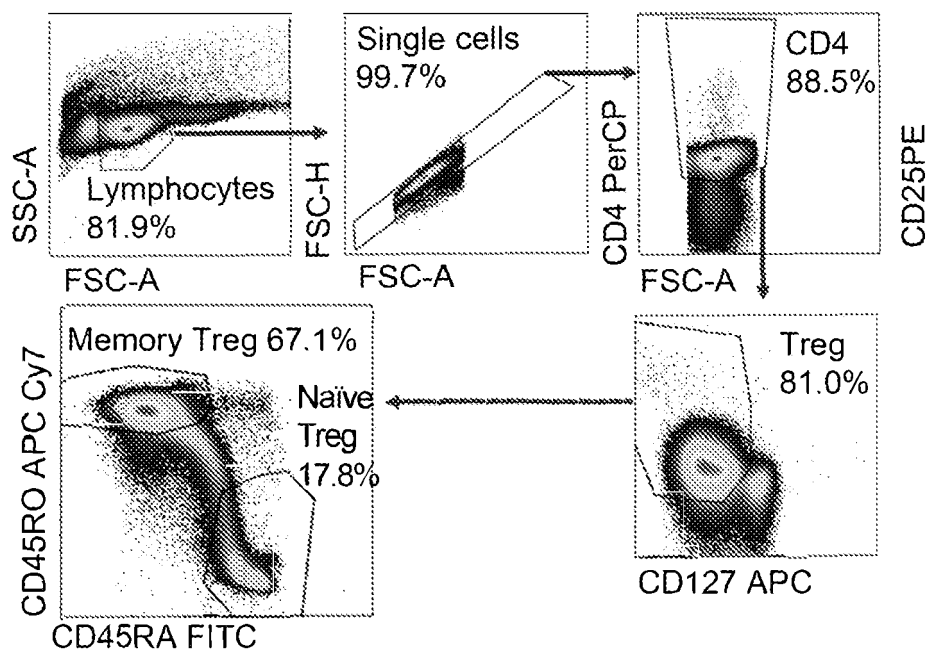 SSC-A
Lymphocytes
81.9%
FSC-A
FSC-H
Single cells
99.7%
FSC-A
CD4 PerCP
CD4
88.5%
FSC-A
CD25PE
Treg
81.0%
CD127 APC
CD45RO APC Cy7
Memory Treg 67.1%
Naïve
Treg
17.8%
CD45RA FITC